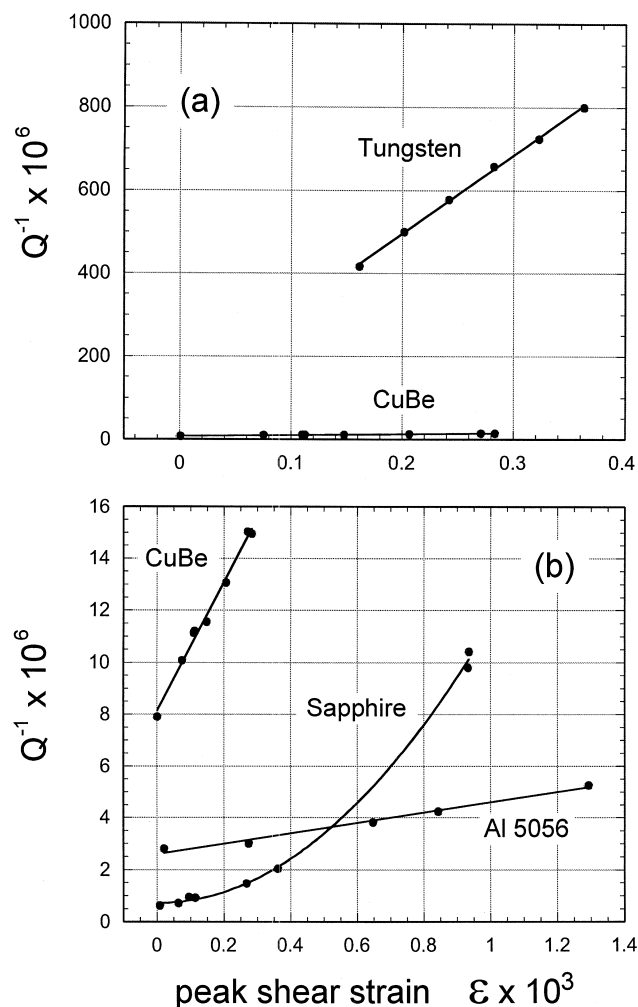 1000
(a)
800
Tungsten
600
Q⁻¹ x 10⁶
400
200
CuBe
0
0 0.1 0.2 0.3 0.4
16
CuBe
(b)
14
12
10
Sapphire
Q⁻¹ x 10⁶
8
6
4
Al 5056
2
0
0 0.2 0.4 0.6 0.8 1 1.2 1.4
peak shear strain ε x 10³